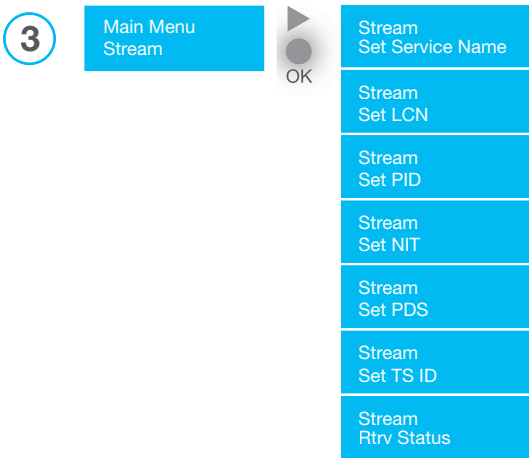 3
Main Menu
Stream
OK
Stream
Set Service Name
Stream
Set LCN
Stream
Set PID
Stream
Set NIT
Stream
Set PDS
Stream
Set TS ID
Stream
Rtrv Status